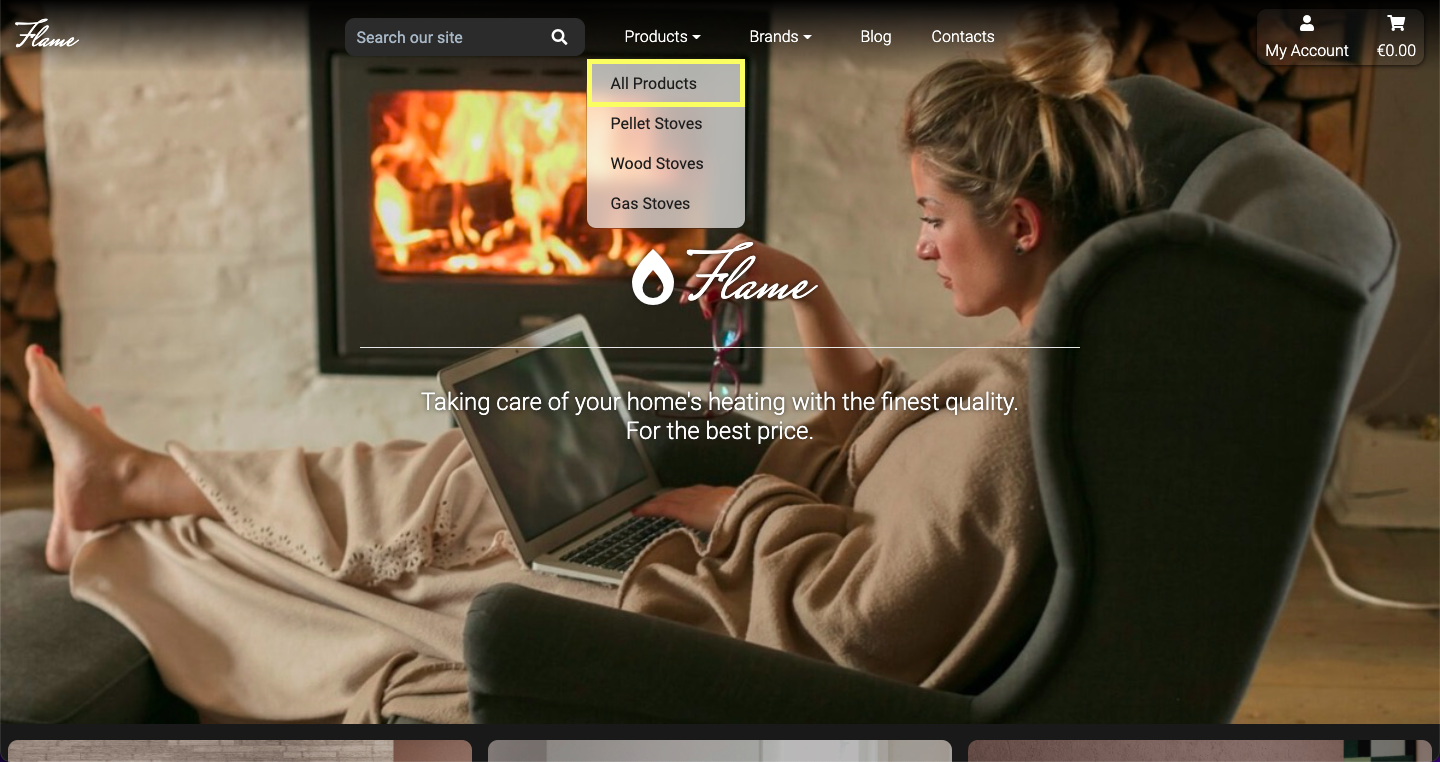 Flame
Search our site
Products
Brands
Blog
Contacts
My Account
€0.00
All Products
Pellet Stoves
Wood Stoves
Gas Stoves
Flame
Taking care of your home's heating with the finest quality.
For the best price.